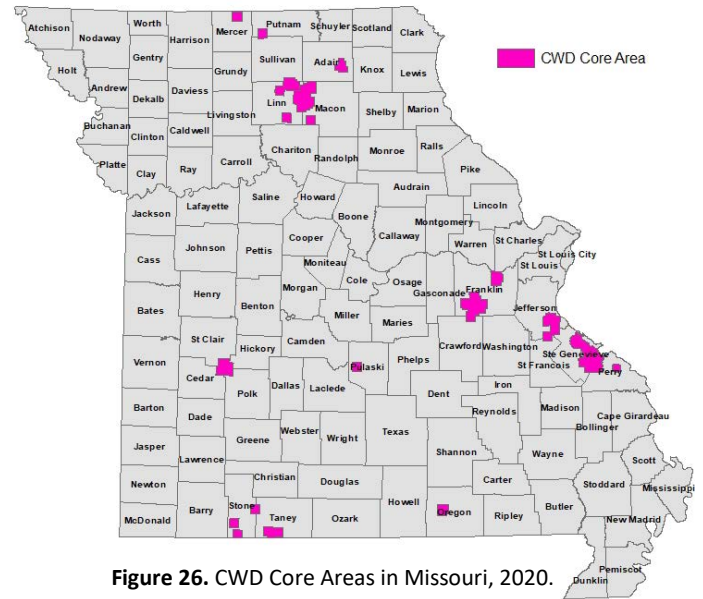 Atchison
Nodaway
Worth
Harrison
Mercer
Putnam
Schuyler
Scotland
Clark
Gentry
Sullivan
Adair
Knox
Lewis
Holt
Andrew
Dekalb
Daviess
Grundy
Linn
Macon
Shelby
Marion
Buchanan
Clinton
Caldwell
Livingston
Chariton
Randolph
Monroe
Ralls
Platte
Clay
Ray
Carroll
Pike
Audrain
Jackson
Lafayette
Saline
Howard
Boone
Callaway
Montgomery
Lincoln
Warren
St Charles
St Louis City
St Louis
Cass
Johnson
Pettis
Cooper
Moniteau
Cole
Osage
Gasconade
Franklin
Jefferson
Bates
Henry
Benton
Morgan
Miller
Maries
Crawford
Washington
Ste Genevieve
St Francois
Perry
Vernon
St Clair
Hickory
Camden
Pulaski
Phelps
Cedar
Polk
Dallas
Laclede
Dent
Iron
Reynolds
Madison
Bollinger
Cape Girardeau
Barton
Dade
Greene
Webster
Wright
Texas
Shannon
Wayne
Scott
Jasper
Lawrence
Christian
Douglas
Howell
Carter
Stoddard
Mississippi
Newton
McDonald
Barry
Stone
Taney
Ozark
Oregon
Ripley
Butler
New Madrid
Pemiscot
Dunklin
CWD Core Area
Figure 26. CWD Core Areas in Missouri, 2020.